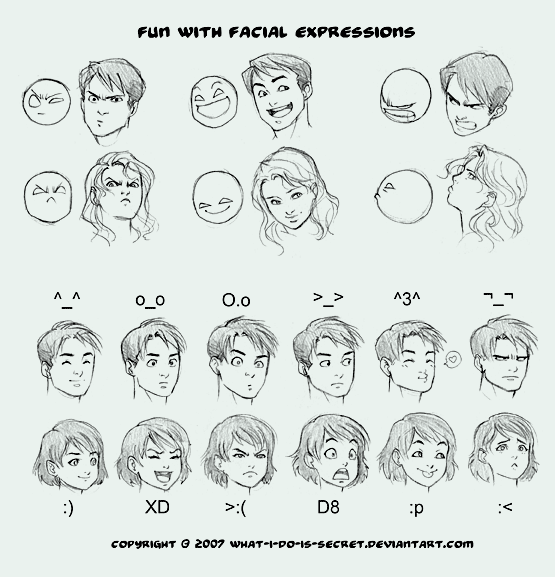 FUN WITH FACIAL EXPRESSIONS
^_^ o_o O.o >_> ^3^ ¬_¬
:) XD >:( D8 :p :<
COPYRIGHT @ 2007 WHAT-I-DO-IS-SECRET.DEVIANTART.COM